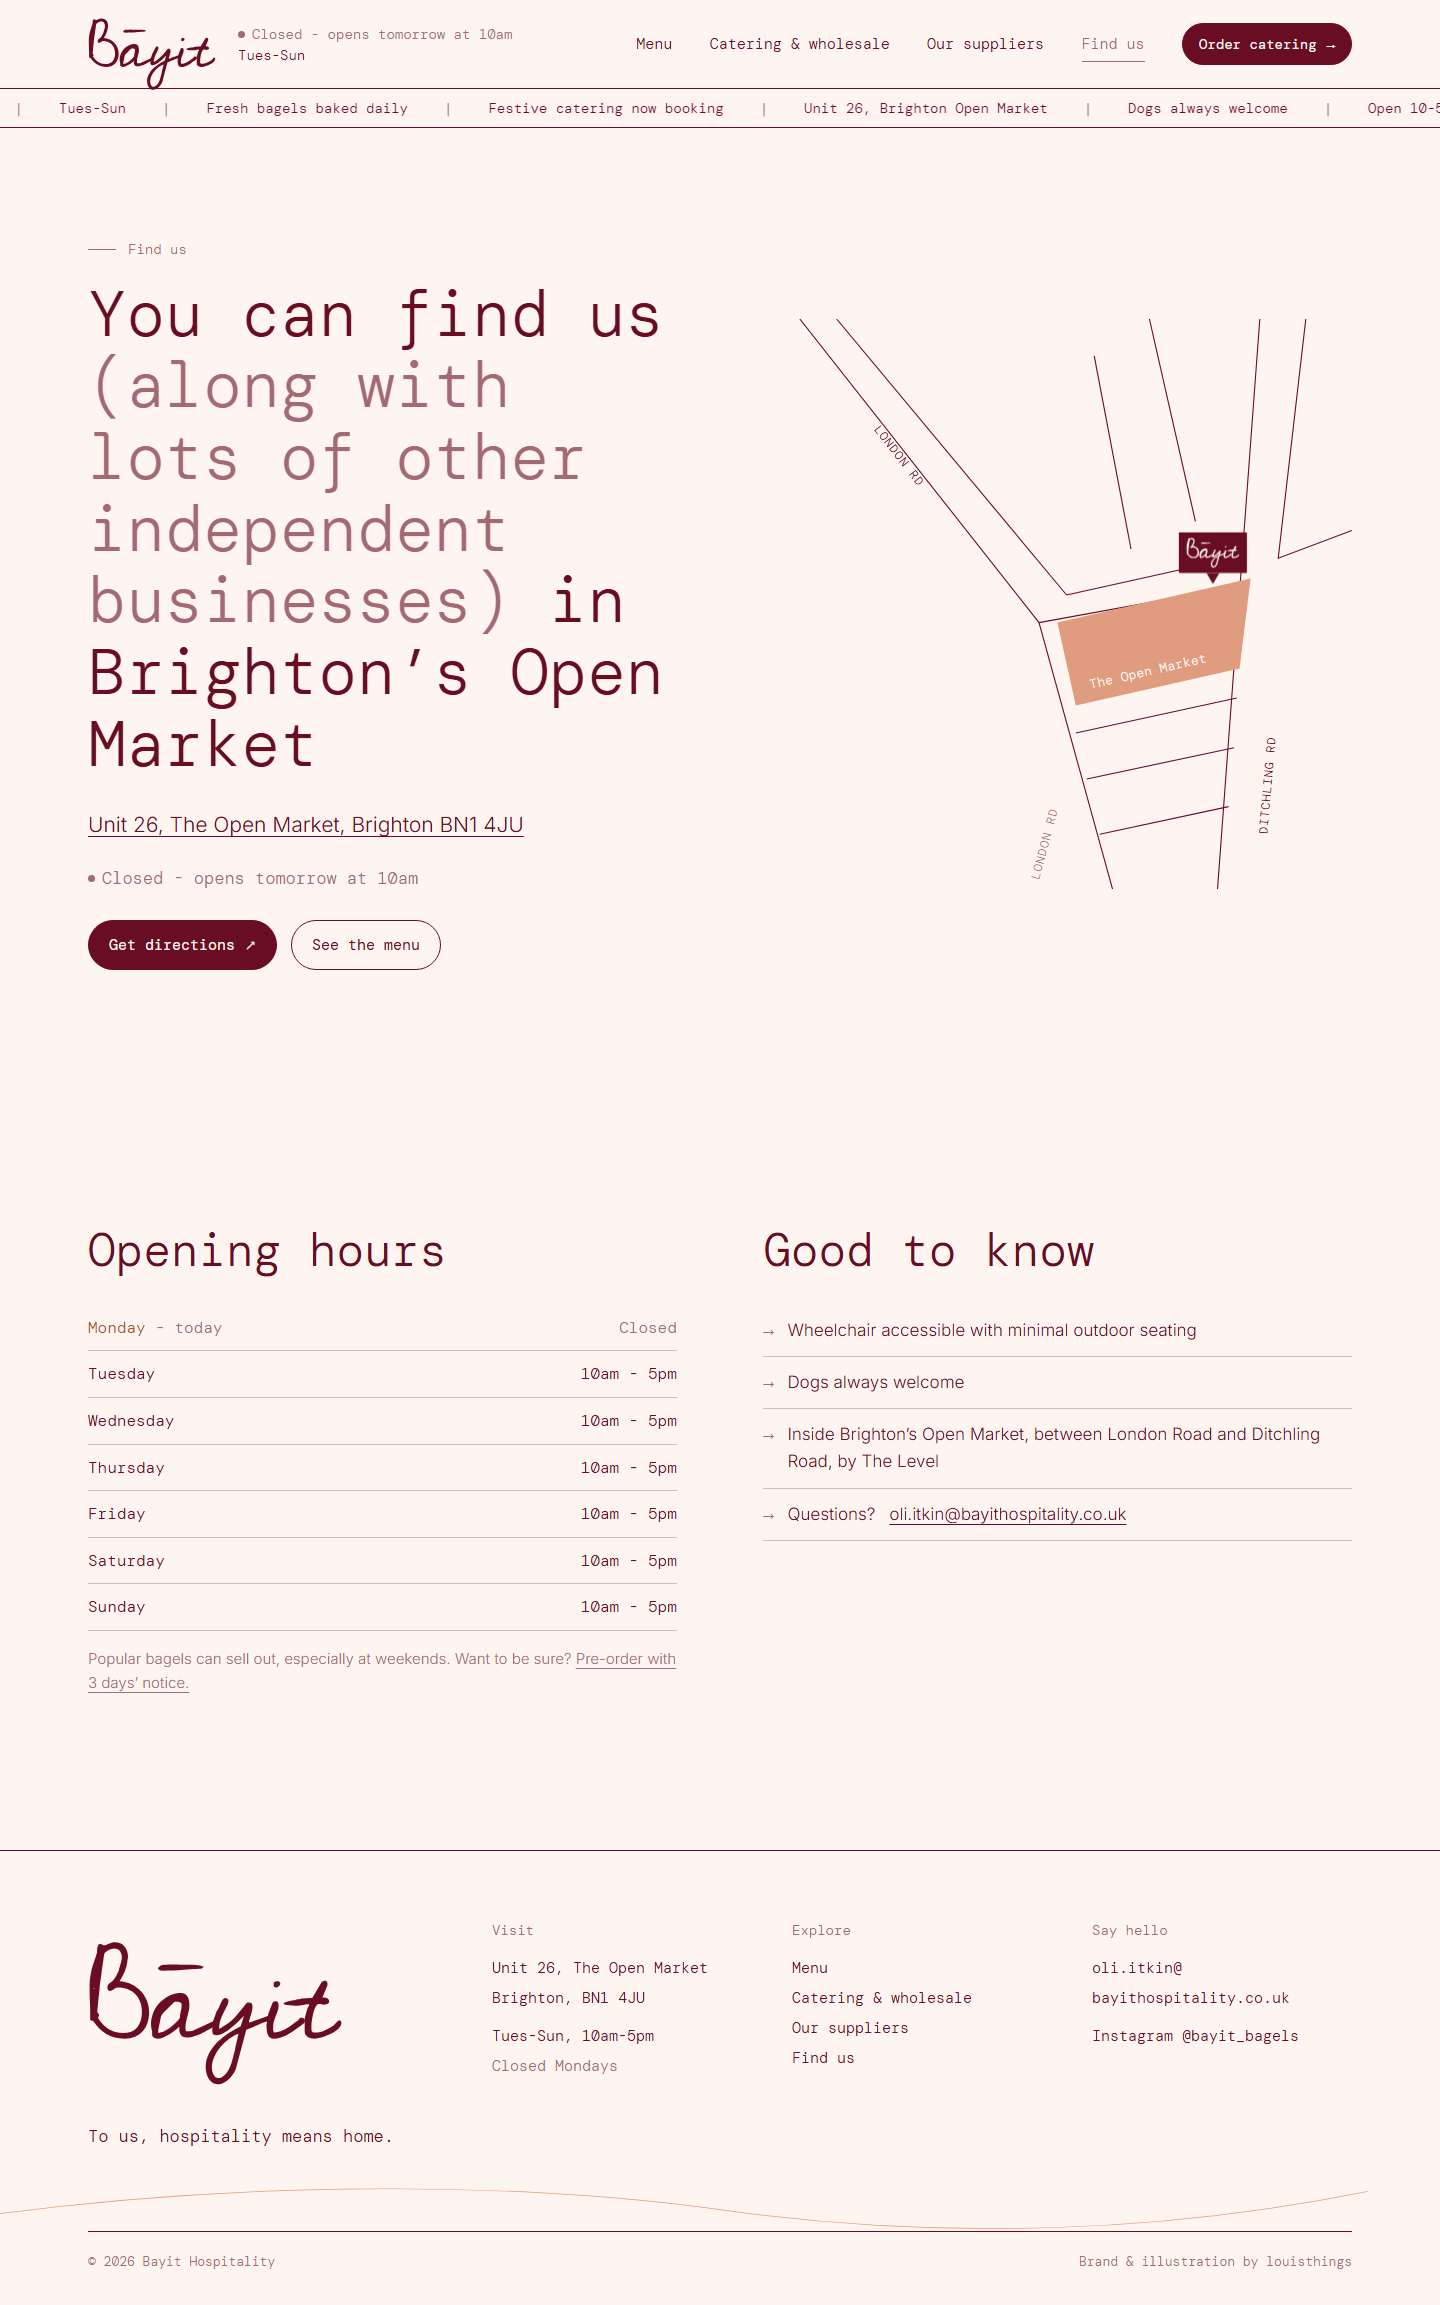 Bāyit
Closed - opens tomorrow at 10am
Tues-Sun
Menu
Catering & wholesale
Our suppliers
Find us
Order catering →
| Tues-Sun | Fresh bagels baked daily | Festive catering now booking | Unit 26, Brighton Open Market | Dogs always welcome | Open 10-5
Find us
You can find us
(along with
lots of other
independent
businesses) in
Brighton’s Open
Market
Unit 26, The Open Market, Brighton BN1 4JU
Closed - opens tomorrow at 10am
Get directions ↗
See the menu
LONDON RD
Bāyit
The Open Market
DITCHLING RD
LONDON RD
Opening hours
Monday - today Closed
Tuesday 10am - 5pm
Wednesday 10am - 5pm
Thursday 10am - 5pm
Friday 10am - 5pm
Saturday 10am - 5pm
Sunday 10am - 5pm
Popular bagels can sell out, especially at weekends. Want to be sure? Pre-order with
3 days’ notice.
Good to know
→ Wheelchair accessible with minimal outdoor seating
→ Dogs always welcome
→ Inside Brighton’s Open Market, between London Road and Ditchling
Road, by The Level
→ Questions? oli.itkin@bayithospitality.co.uk
Bāyit
To us, hospitality means home.
Visit
Unit 26, The Open Market
Brighton, BN1 4JU
Tues-Sun, 10am-5pm
Closed Mondays
Explore
Menu
Catering & wholesale
Our suppliers
Find us
Say hello
oli.itkin@
bayithospitality.co.uk
Instagram @bayit_bagels
© 2026 Bayit Hospitality
Brand & illustration by louisthings